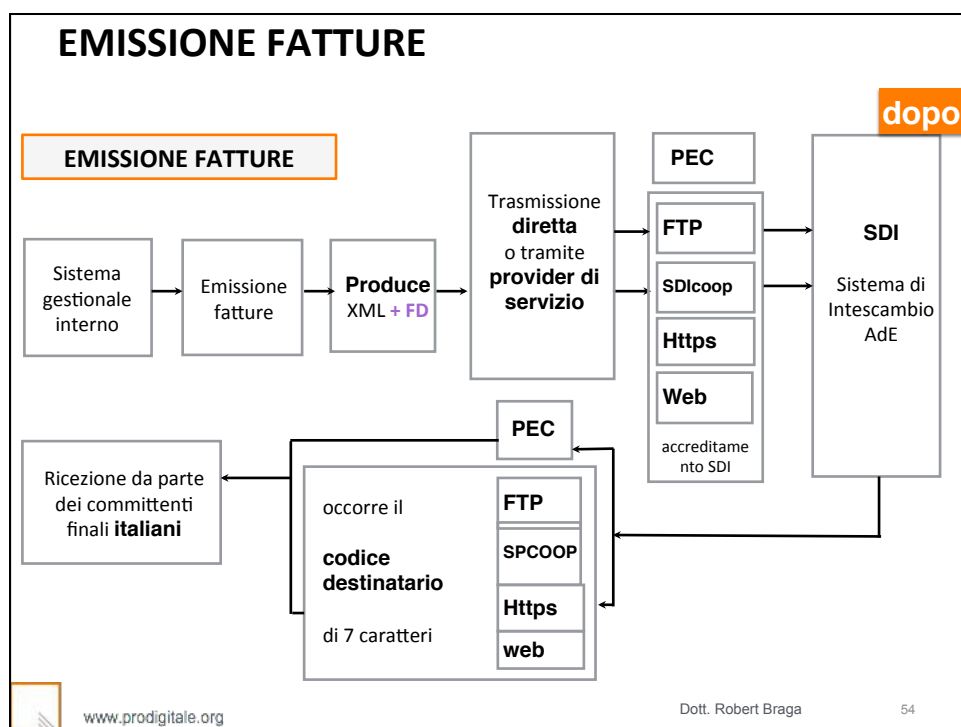 EMISSIONE FATTURE
dopo
EMISSIONE FATTURE
Sistema
gestionale
interno
Emissione
fatture
Produce
XML + FD
Trasmissione
diretta
o tramite
provider di
servizio
PEC
FTP
SDIcoop
Https
Web
accreditame
nto SDI
SDI
Sistema di
Intescambio
AdE
Ricezione da parte
dei committenti
finali italiani
PEC
occorre il
codice
destinatario
di 7 caratteri
FTP
SPCOOP
Https
web
www.prodigitale.org
Dott. Robert Braga
54